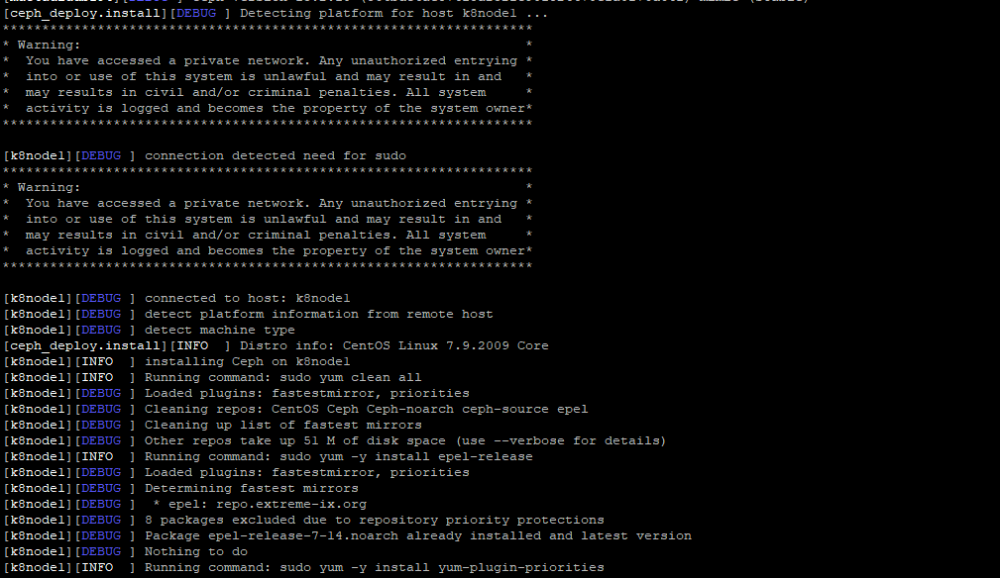 [ceph_deploy.install][DEBUG ] Detecting platform for host k8node1 ...
********************************************************************
* Warning:                                                         *
*  You have accessed a private network. Any unauthorized entrying  *
*  into or use of this system is unlawful and may result in and    *
*  may results in civil and/or criminal penalties. All system      *
*  activity is logged and becomes the property of the system owner*
********************************************************************
[k8node1][DEBUG ] connection detected need for sudo
********************************************************************
* Warning:                                                         *
*  You have accessed a private network. Any unauthorized entrying  *
*  into or use of this system is unlawful and may result in and    *
*  may results in civil and/or criminal penalties. All system      *
*  activity is logged and becomes the property of the system owner*
********************************************************************
[k8node1][DEBUG ] connected to host: k8node1
[k8node1][DEBUG ] detect platform information from remote host
[k8node1][DEBUG ] detect machine type
[ceph_deploy.install][INFO  ] Distro info: CentOS Linux 7.9.2009 Core
[k8node1][INFO  ] installing Ceph on k8node1
[k8node1][INFO  ] Running command: sudo yum clean all
[k8node1][DEBUG ] Loaded plugins: fastestmirror, priorities
[k8node1][DEBUG ] Cleaning repos: CentOS Ceph Ceph-noarch ceph-source epel
[k8node1][DEBUG ] Cleaning up list of fastest mirrors
[k8node1][DEBUG ] Other repos take up 51 M of disk space (use --verbose for details)
[k8node1][INFO  ] Running command: sudo yum -y install epel-release
[k8node1][DEBUG ] Loaded plugins: fastestmirror, priorities
[k8node1][DEBUG ] Determining fastest mirrors
[k8node1][DEBUG ]  * epel: repo.extreme-ix.org
[k8node1][DEBUG ] 8 packages excluded due to repository priority protections
[k8node1][DEBUG ] Package epel-release-7-14.noarch already installed and latest version
[k8node1][DEBUG ] Nothing to do
[k8node1][INFO  ] Running command: sudo yum -y install yum-plugin-priorities